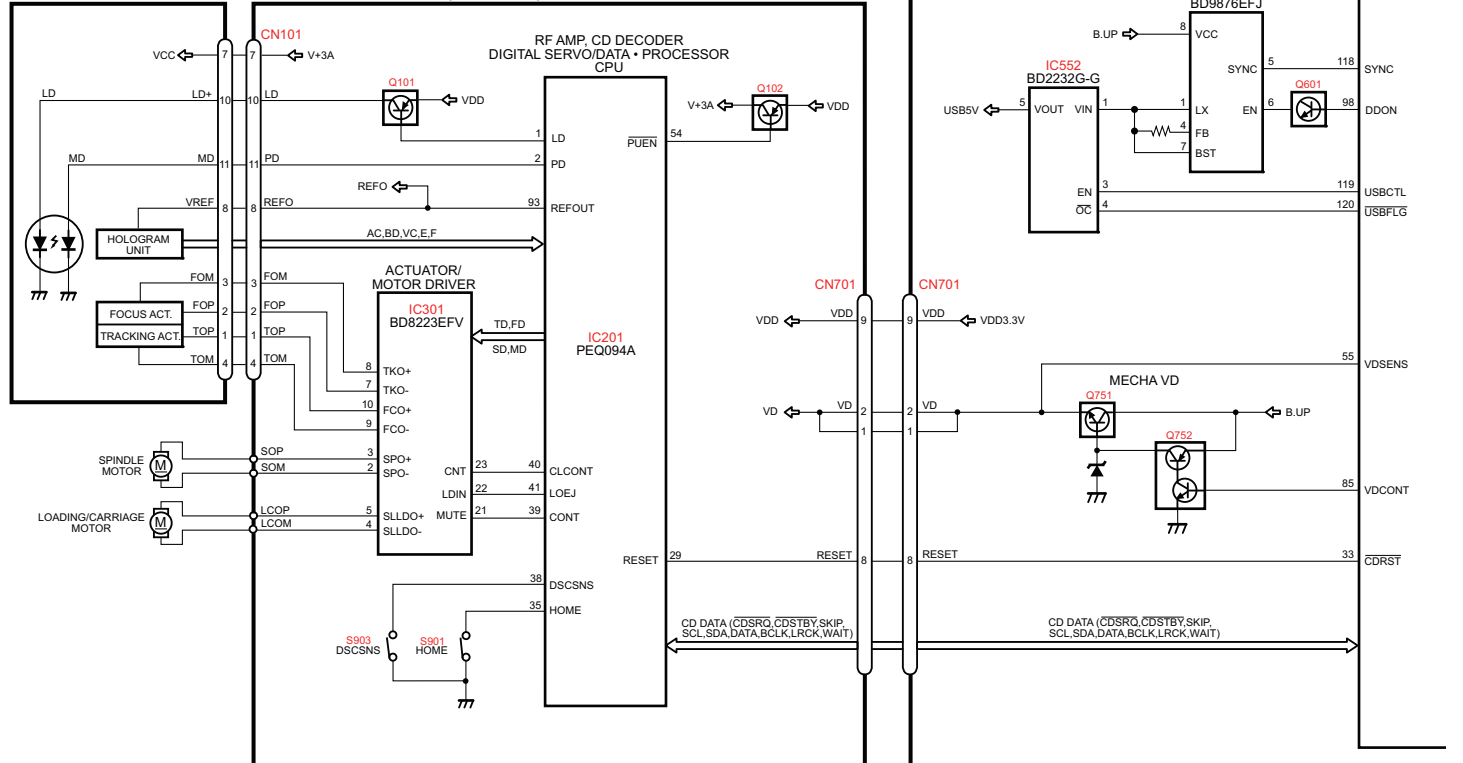 BD9876EFJ
CN101
VCC
7
7
V+3A
RF AMP, CD DECODER
DIGITAL SERVO/DATA • PROCESSOR
CPU
B.UP
8
VCC
IC552
BD2232G-G
SYNC
5
118
SYNC
LD
LD+
10
10
LD
Q101
VDD
V+3A
Q102
VDD
USB5V
5
VOUT
VIN
1
1
LX
EN
6
Q601
98
DDON
1
LD
PUEN
54
4
FB
7
BST
MD
MD
11
11
PD
2
PD
REFO
EN
3
119
USBCTL
VREF
8
8
REFO
93
REFOUT
OC
4
120
USBFLG
HOLOGRAM
UNIT
AC,BD,VC,E,F
ACTUATOR/
MOTOR DRIVER
FOM
3
3
FOM
CN701
CN701
FOCUS ACT.
FOP
2
2
FOP
IC301
BD8223EFV
VDD
VDD
9
9
VDD
VDD3.3V
TRACKING ACT.
TOP
1
1
TOP
TD,FD
SD,MD
IC201
PEQ094A
TOM
4
4
TOM
8
TKO+
7
TKO-
55
VDSENS
MECHA VD
Q751
10
FCO+
9
FCO-
VD
VD
2
2
VD
B.UP
1
1
Q752
SPINDLE
MOTOR
M
SOP
3
SPO+
SOM
2
SPO-
CNT
23
40
CLCONT
LDIN
22
41
LOEJ
85
VDCONT
LOADING/CARRIAGE
MOTOR
M
LCOP
5
SLLDO+
MUTE
21
39
CONT
LCOM
4
SLLDO-
RESET
29
RESET
8
8
RESET
33
CDRST
38
DSCSNS
35
HOME
S903
DSCSNS
S901
HOME
CD DATA (CDSRQ,CDSTBY,SKIP,
SCL,SDA,DATA,BCLK,LRCK,WAIT)
CD DATA (CDSRQ,CDSTBY,SKIP,
SCL,SDA,DATA,BCLK,LRCK,WAIT)